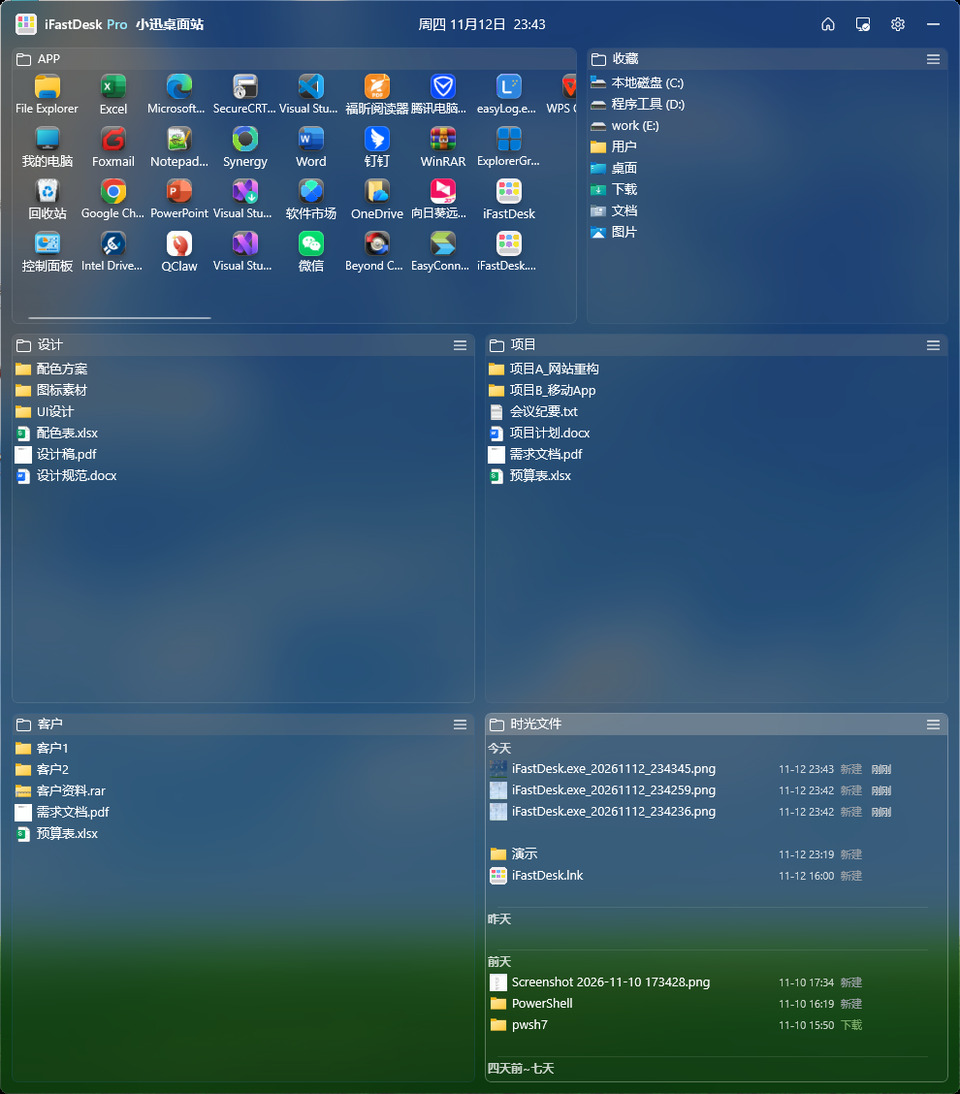 iFastDesk Pro 小迅桌面站
周四 11月12日 23:43
APP
File Explorer Excel Microsoft... SecureCRT... Visual Stu... 福昕阅读器 腾讯电脑... easyLog.e... WPS C
我的电脑 Foxmail Notepad... Synergy Word 钉钉 WinRAR ExplorerGr...
回收站 Google Ch... PowerPoint Visual Stu... 软件市场 OneDrive 向日葵远... iFastDesk
控制面板 Intel Drive... QClaw Visual Stu... 微信 Beyond C... EasyConn... iFastDesk....
收藏
本地磁盘 (C:)
程序工具 (D:)
work (E:)
用户
桌面
下载
文档
图片
设计
配色方案
图标素材
UI设计
配色表.xlsx
设计稿.pdf
设计规范.docx
项目
项目A_网站重构
项目B_移动App
会议纪要.txt
项目计划.docx
需求文档.pdf
预算表.xlsx
客户
客户1
客户2
客户资料.rar
需求文档.pdf
预算表.xlsx
时光文件
今天
iFastDesk.exe_20261112_234345.png 11-12 23:43 新建 刚刚
iFastDesk.exe_20261112_234259.png 11-12 23:42 新建 刚刚
iFastDesk.exe_20261112_234236.png 11-12 23:42 新建 刚刚
演示 11-12 23:19 新建
iFastDesk.lnk 11-12 16:00 新建
昨天
前天
Screenshot 2026-11-10 173428.png 11-10 17:34 新建
PowerShell 11-10 16:19 新建
pwsh7 11-10 15:50 下载
四天前~七天